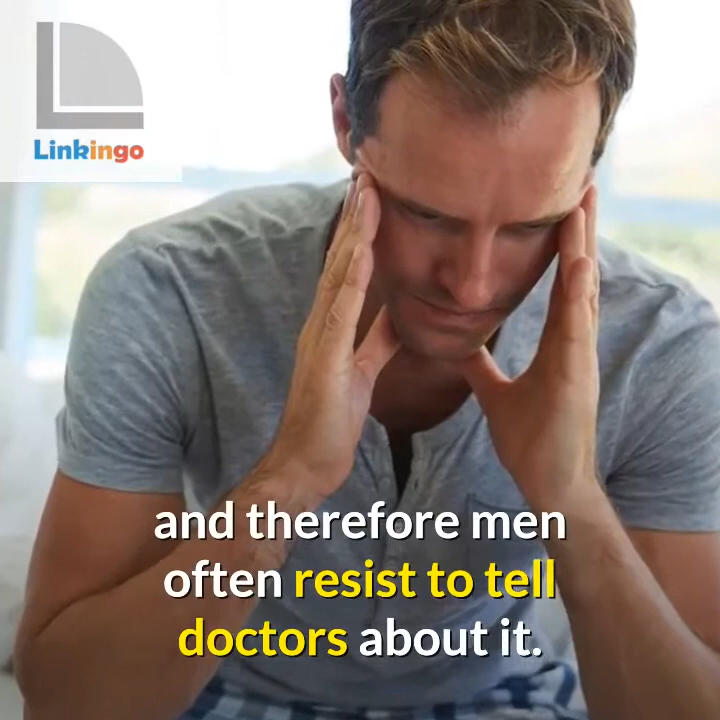 Linkingo
and therefore men
often resist to tell
doctors about it.